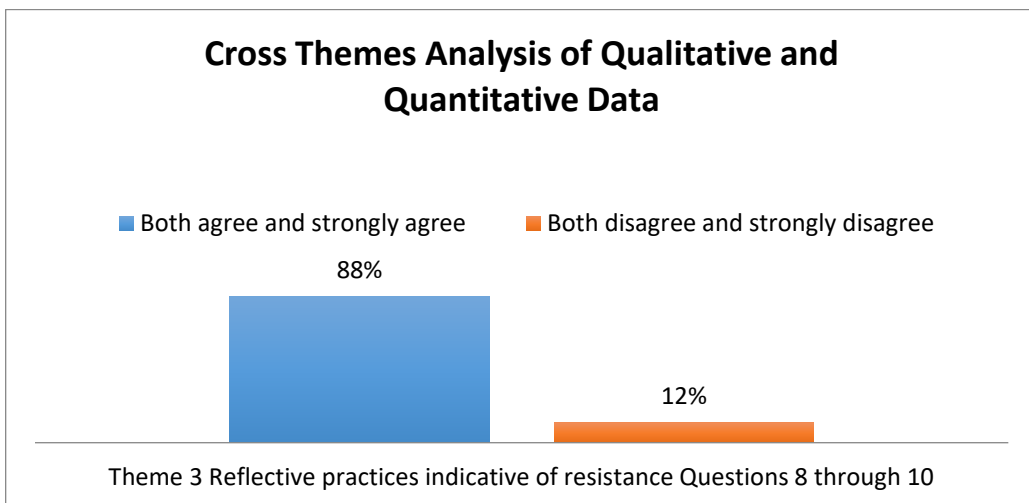 Cross Themes Analysis of Qualitative and
Quantitative Data
Both agree and strongly agree
Both disagree and strongly disagree
88%
12%
Theme 3 Reflective practices indicative of resistance Questions 8 through 10